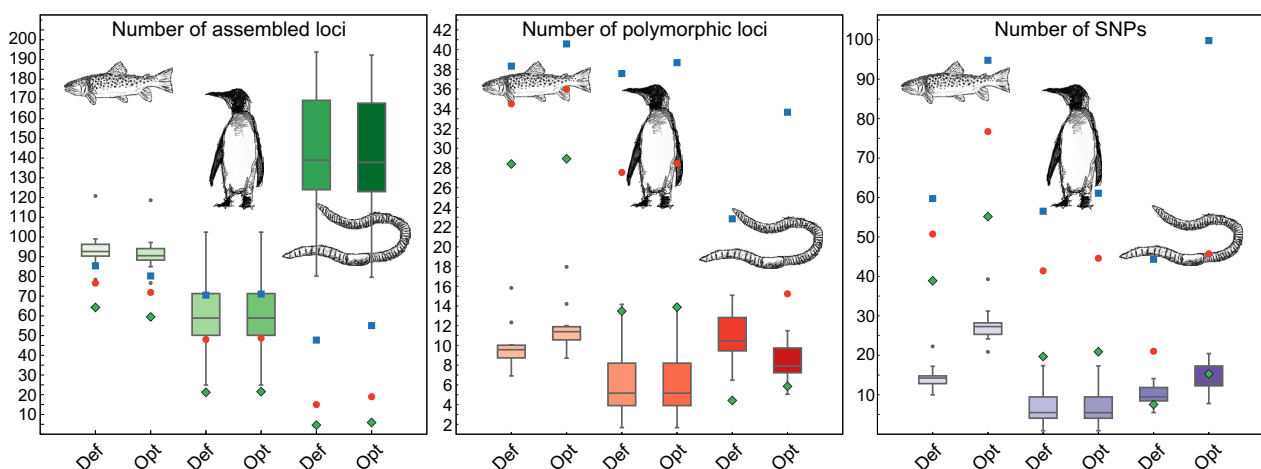 Number of assembled loci
200
190
180
170
160
150
140
130
120
110
100
90
80
70
60
50
40
30
20
10
Def
Opt
Def
Opt
Def
Opt
Number of polymorphic loci
42
40
38
36
34
32
30
28
26
24
22
20
18
16
14
12
10
8
6
4
2
Def
Opt
Def
Opt
Def
Opt
Number of SNPs
100
90
80
70
60
50
40
30
20
10
Def
Opt
Def
Opt
Def
Opt